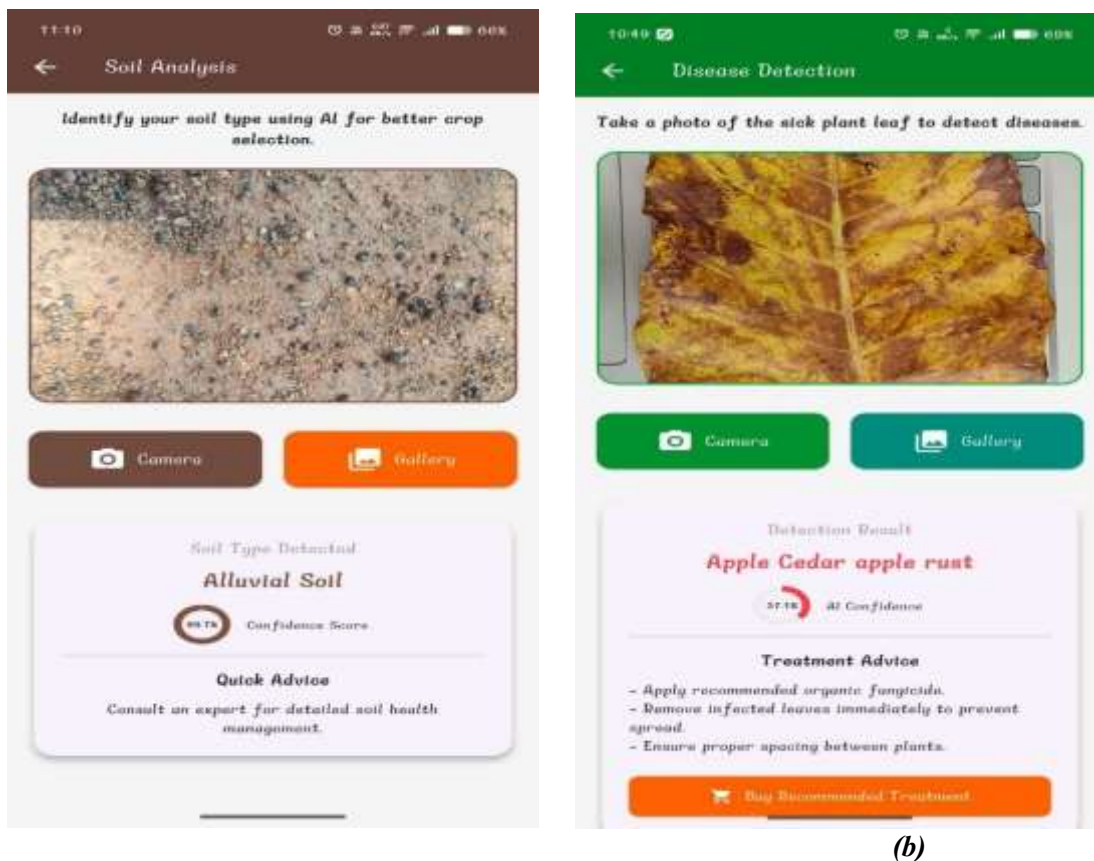 11:10
60%
Soil Analysis
Identify your soil type using AI for better crop
selection.
Camera
Gallery
Soil Type Detected
Alluvial Soil
Confidence Score
Quick Advice
Consult an expert for detailed soil health
management.
10:49
60%
Disease Detection
Take a photo of the sick plant leaf to detect diseases.
Camera
Gallery
Detection Result
Apple Cedar apple rust
AI Confidence
Treatment Advice
- Apply recommended organic fungicide.
- Remove infected leaves immediately to prevent
spread.
- Ensure proper spacing between plants.
Buy Recommended Treatment
(b)